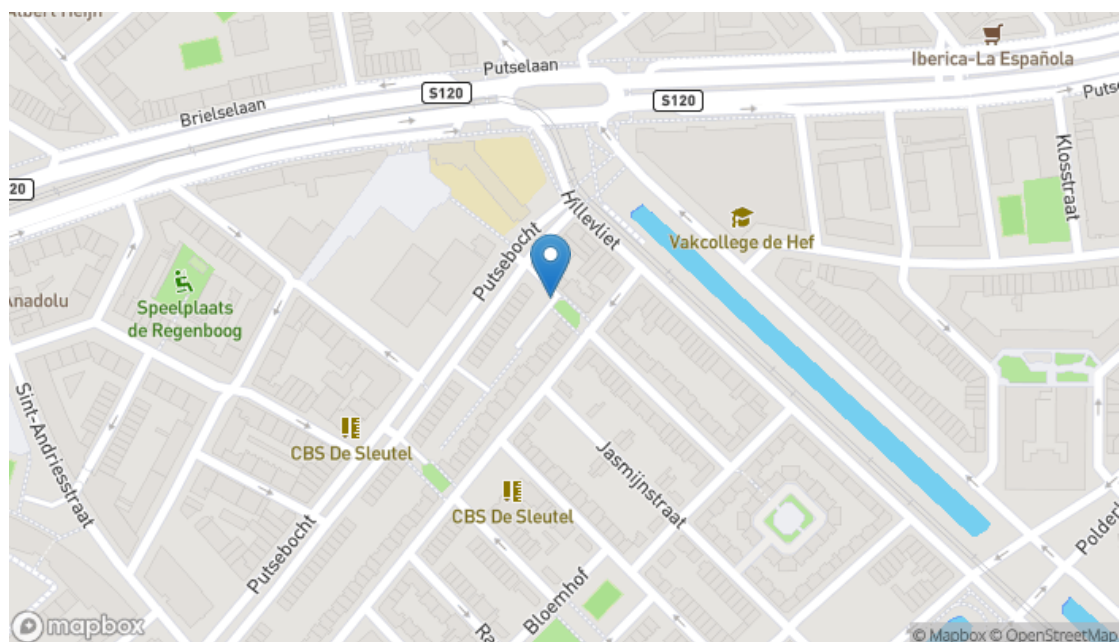 Albert Heijn
Putselaan
Iberica-La Española
S120
S120
Putse
Brielselaan
Klosstraat
20
Hillevliet
Vakcollege de Hef
Putsebocht
Anadolu
Speelplaats
de Regenboog
Sint-Andriesstraat
CBS De Sleutel
Jasmijnstraat
CBS De Sleutel
Putsebocht
Polder
Bloemhof
Ra
mapbox
© Mapbox © OpenStreetMap